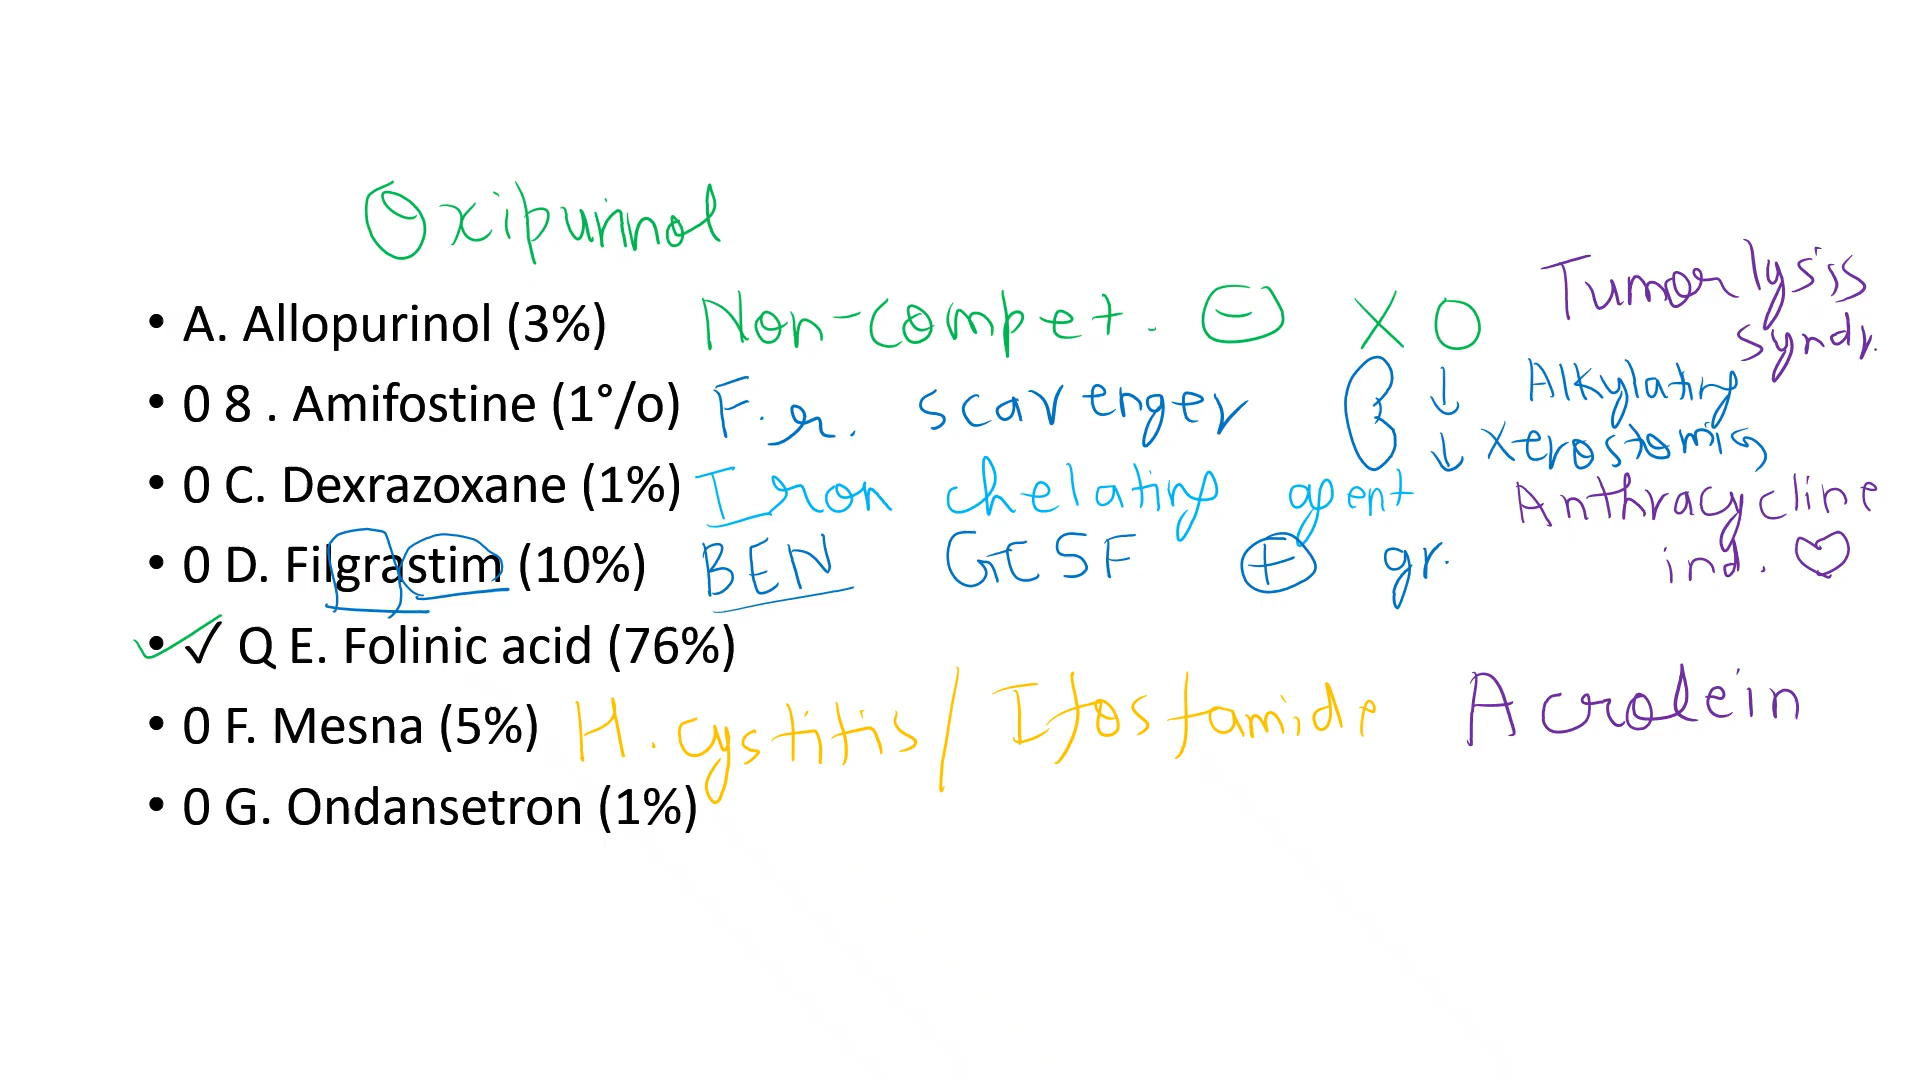 Oxipurinol
• A. Allopurinol (3%) Non-compet. ⊖ XO Tumor lysis syndr.
• 0 8 . Amifostine (1°/o) F.r. scavenger ↓ Alkylating
↓ Xerostomia
• 0 C. Dexrazoxane (1%) Iron chelating agent Anthracycline ind. ♡
• 0 D. Filgrastim (10%) BEN GCSF ⊕ gr.
• ✓ Q E. Folinic acid (76%)
• 0 F. Mesna (5%) H. cystitis / Ifosfamide Acrolein
• 0 G. Ondansetron (1%)